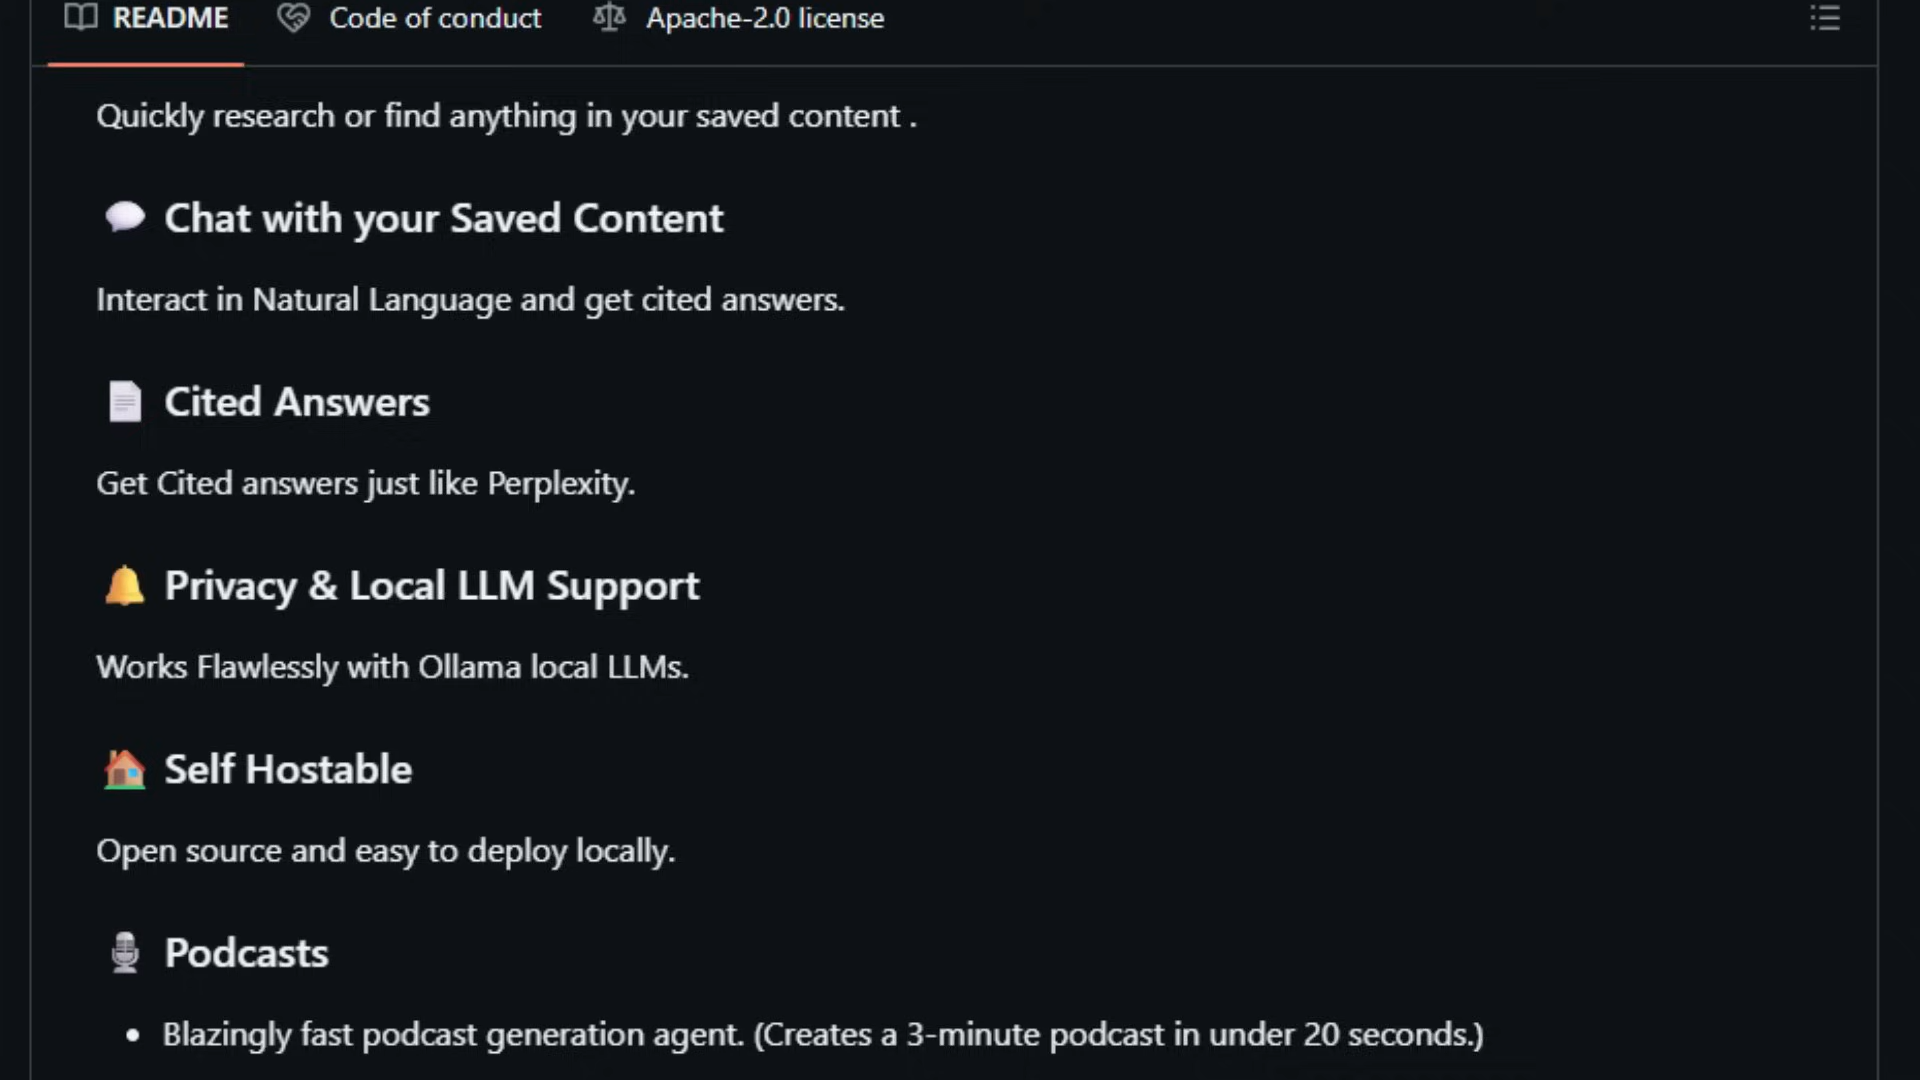 README Code of conduct Apache-2.0 license
Quickly research or find anything in your saved content .
Chat with your Saved Content
Interact in Natural Language and get cited answers.
Cited Answers
Get Cited answers just like Perplexity.
Privacy & Local LLM Support
Works Flawlessly with Ollama local LLMs.
Self Hostable
Open source and easy to deploy locally.
Podcasts
• Blazingly fast podcast generation agent. (Creates a 3-minute podcast in under 20 seconds.)